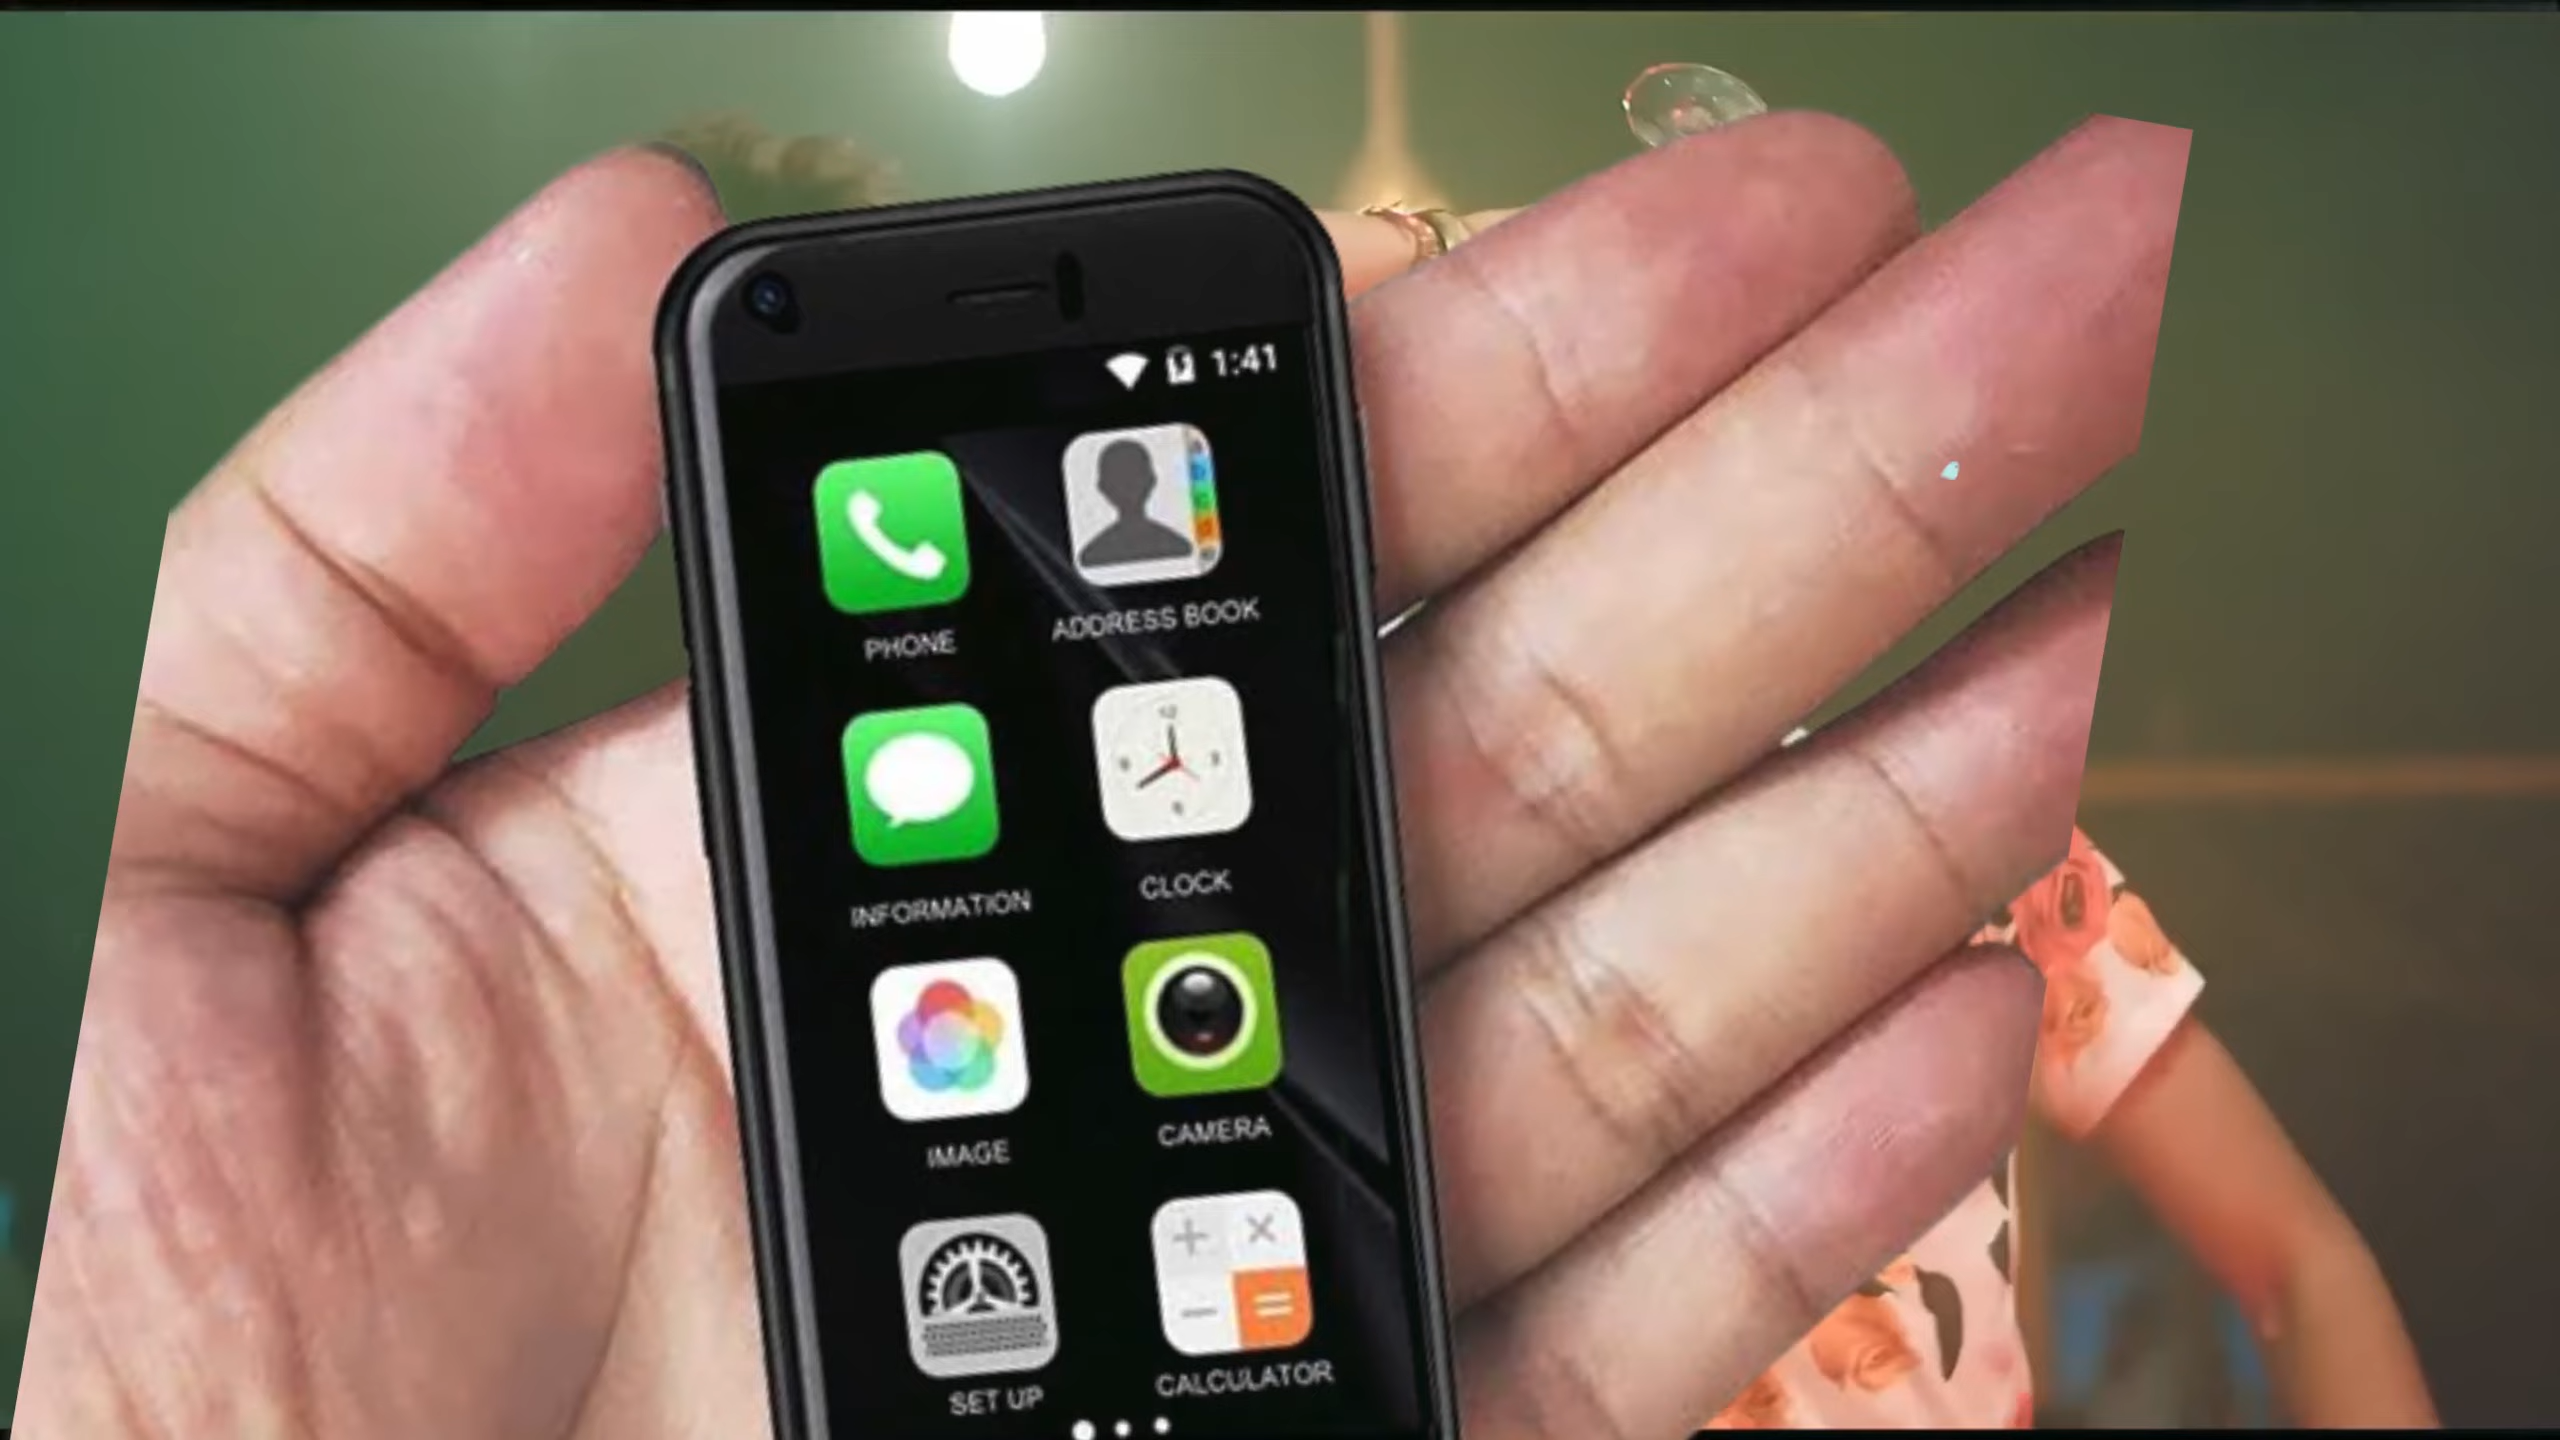 1:41
PHONE
ADDRESS BOOK
INFORMATION
CLOCK
IMAGE
CAMERA
SET UP
CALCULATOR